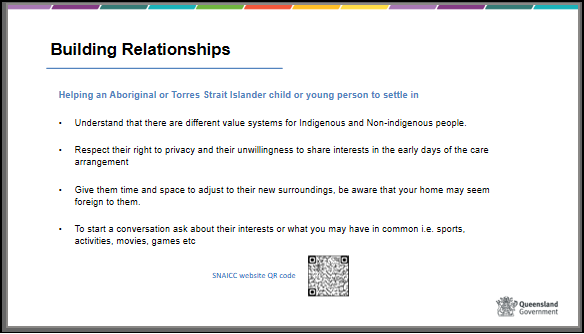 Building Relationships
Helping an Aboriginal or Torres Strait Islander child or young person to settle in
• Understand that there are different value systems for Indigenous and Non-indigenous people.
• Respect their right to privacy and their unwillingness to share interests in the early days of the care
arrangement
• Give them time and space to adjust to their new surroundings, be aware that your home may seem
foreign to them.
• To start a conversation ask about their interests or what you may have in common i.e. sports,
activities, movies, games etc
SNAICC website QR code
Queensland
Government